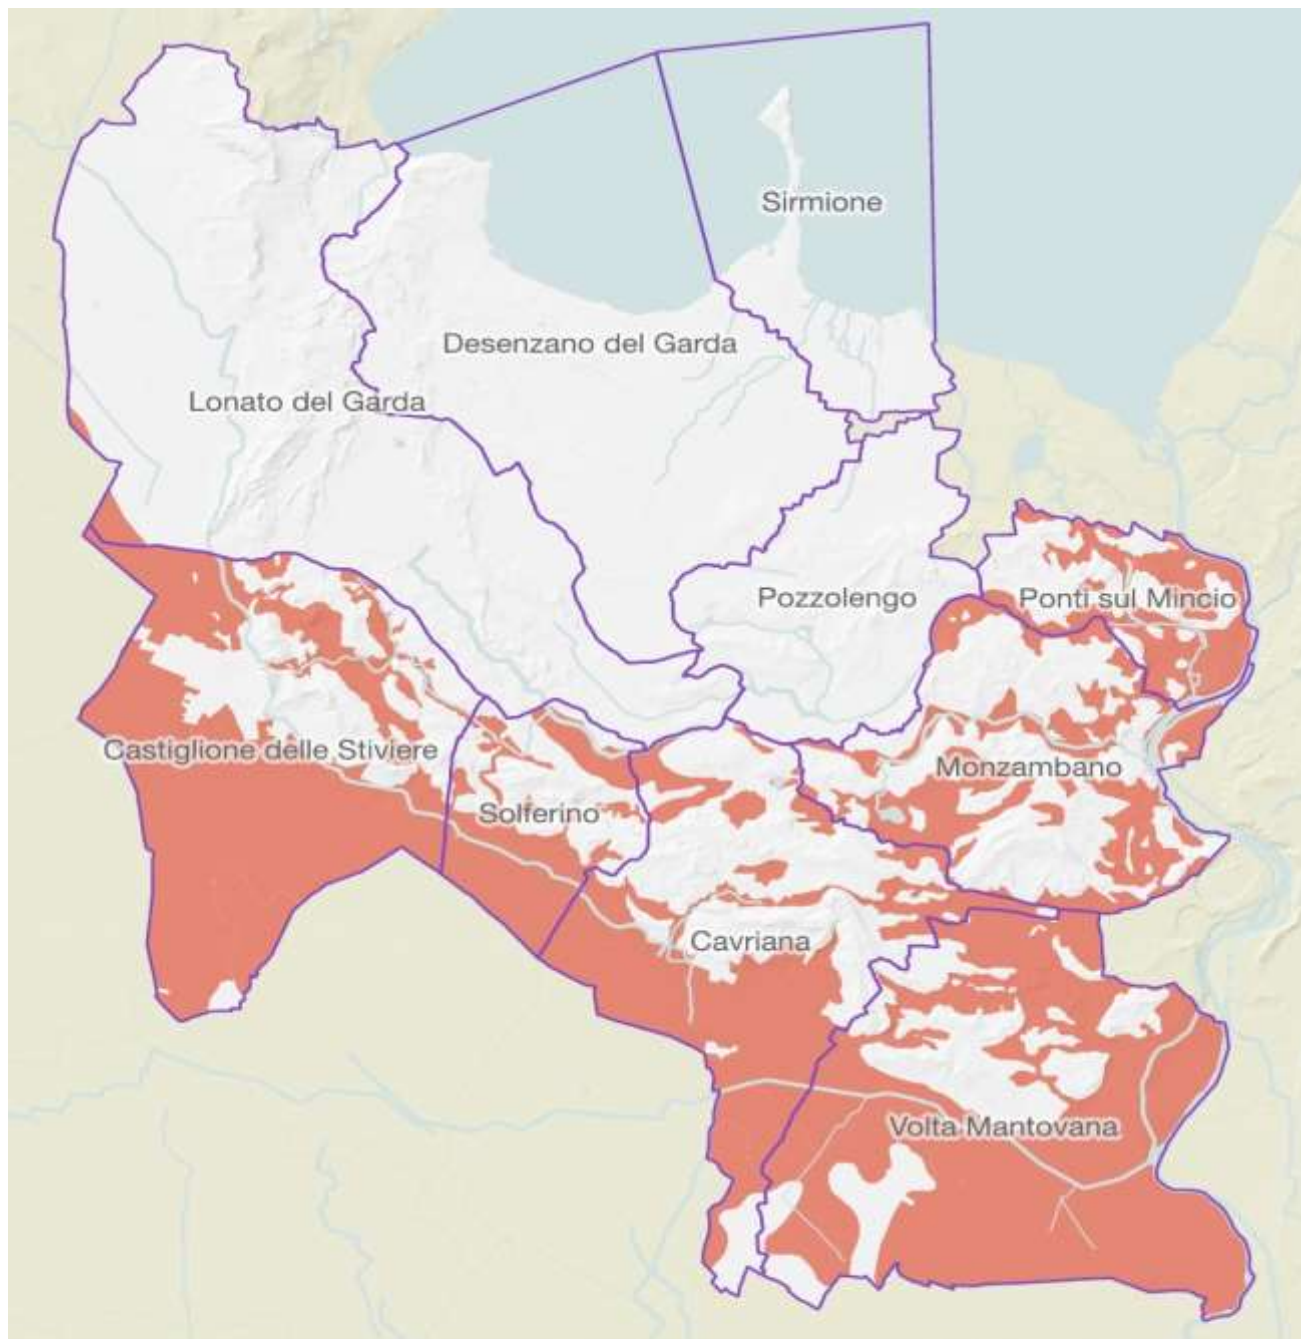 Sirmione
Desenzano del Garda
Lonato del Garda
Pozzolengo
Ponti sul Mincio
Castiglione delle Stiviere
Monzambano
Solferino
Cavriana
Volta Mantovana